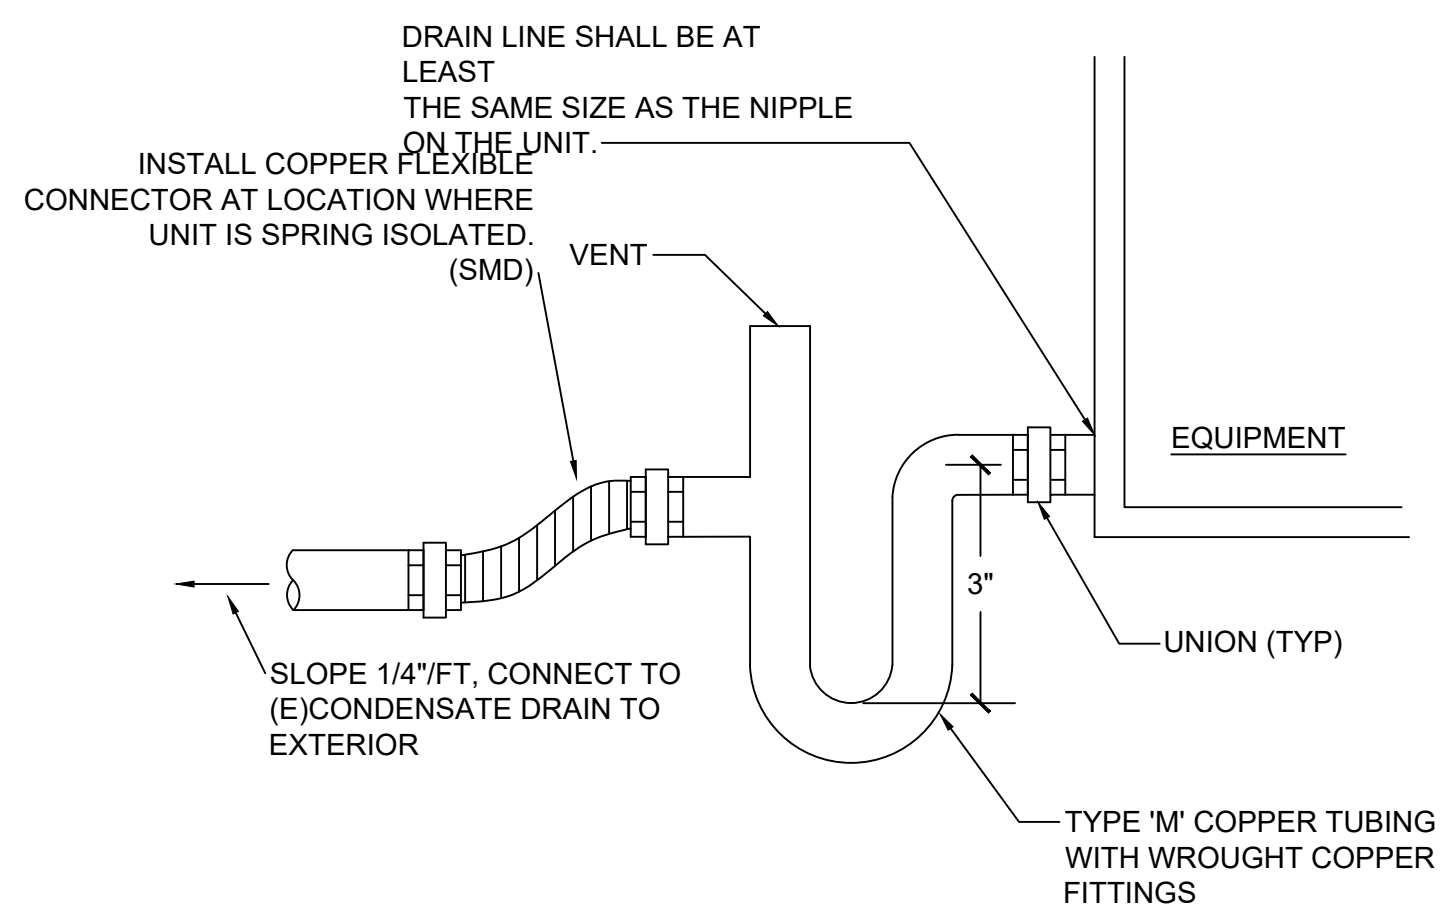 DRAIN LINE SHALL BE AT
LEAST
THE SAME SIZE AS THE NIPPLE
ON THE UNIT.
INSTALL COPPER FLEXIBLE
CONNECTOR AT LOCATION WHERE
UNIT IS SPRING ISOLATED.
(SMD)
VENT
EQUIPMENT
3"
UNION (TYP)
SLOPE 1/4"/FT, CONNECT TO
(E)CONDENSATE DRAIN TO
EXTERIOR
TYPE 'M' COPPER TUBING
WITH WROUGHT COPPER
FITTINGS